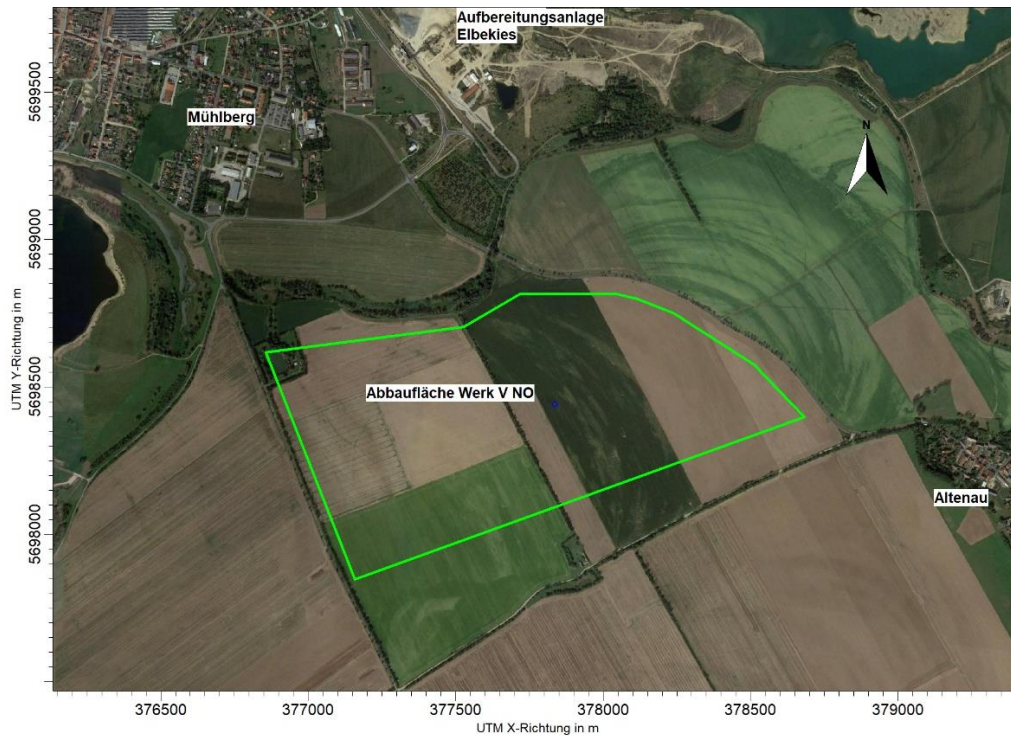 Aufbereitungsanlage
Elbekies
Mühlberg
N
Abbaufläche Werk V NO
Altenau
UTM Y-Richtung in m
5699500
5699000
5698500
5698000
376500
377000
377500
378000
378500
379000
UTM X-Richtung in m